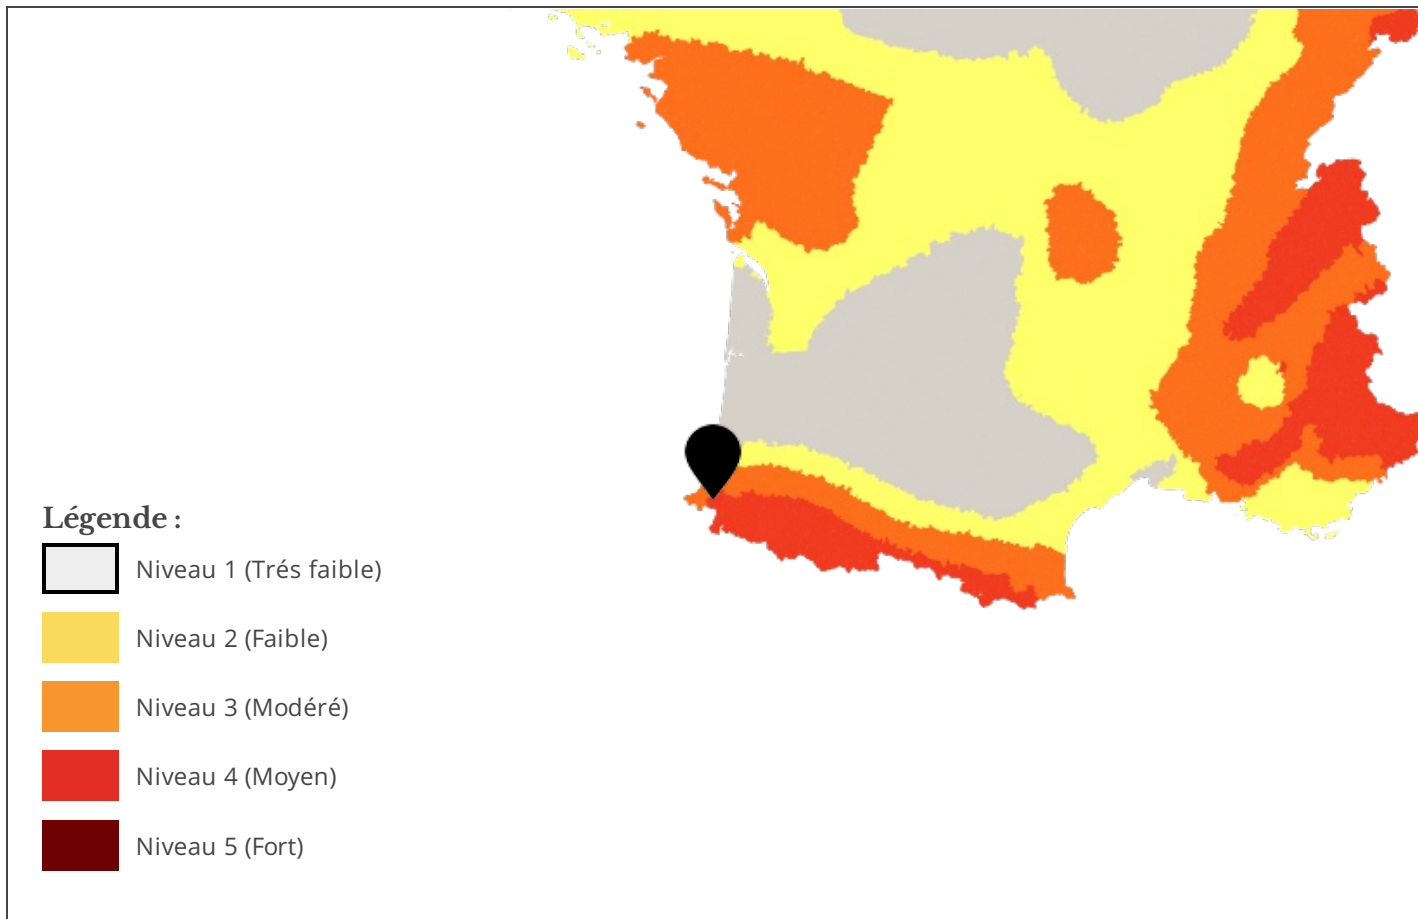 Légende :
Niveau 1 (Trés faible)
Niveau 2 (Faible)
Niveau 3 (Modéré)
Niveau 4 (Moyen)
Niveau 5 (Fort)